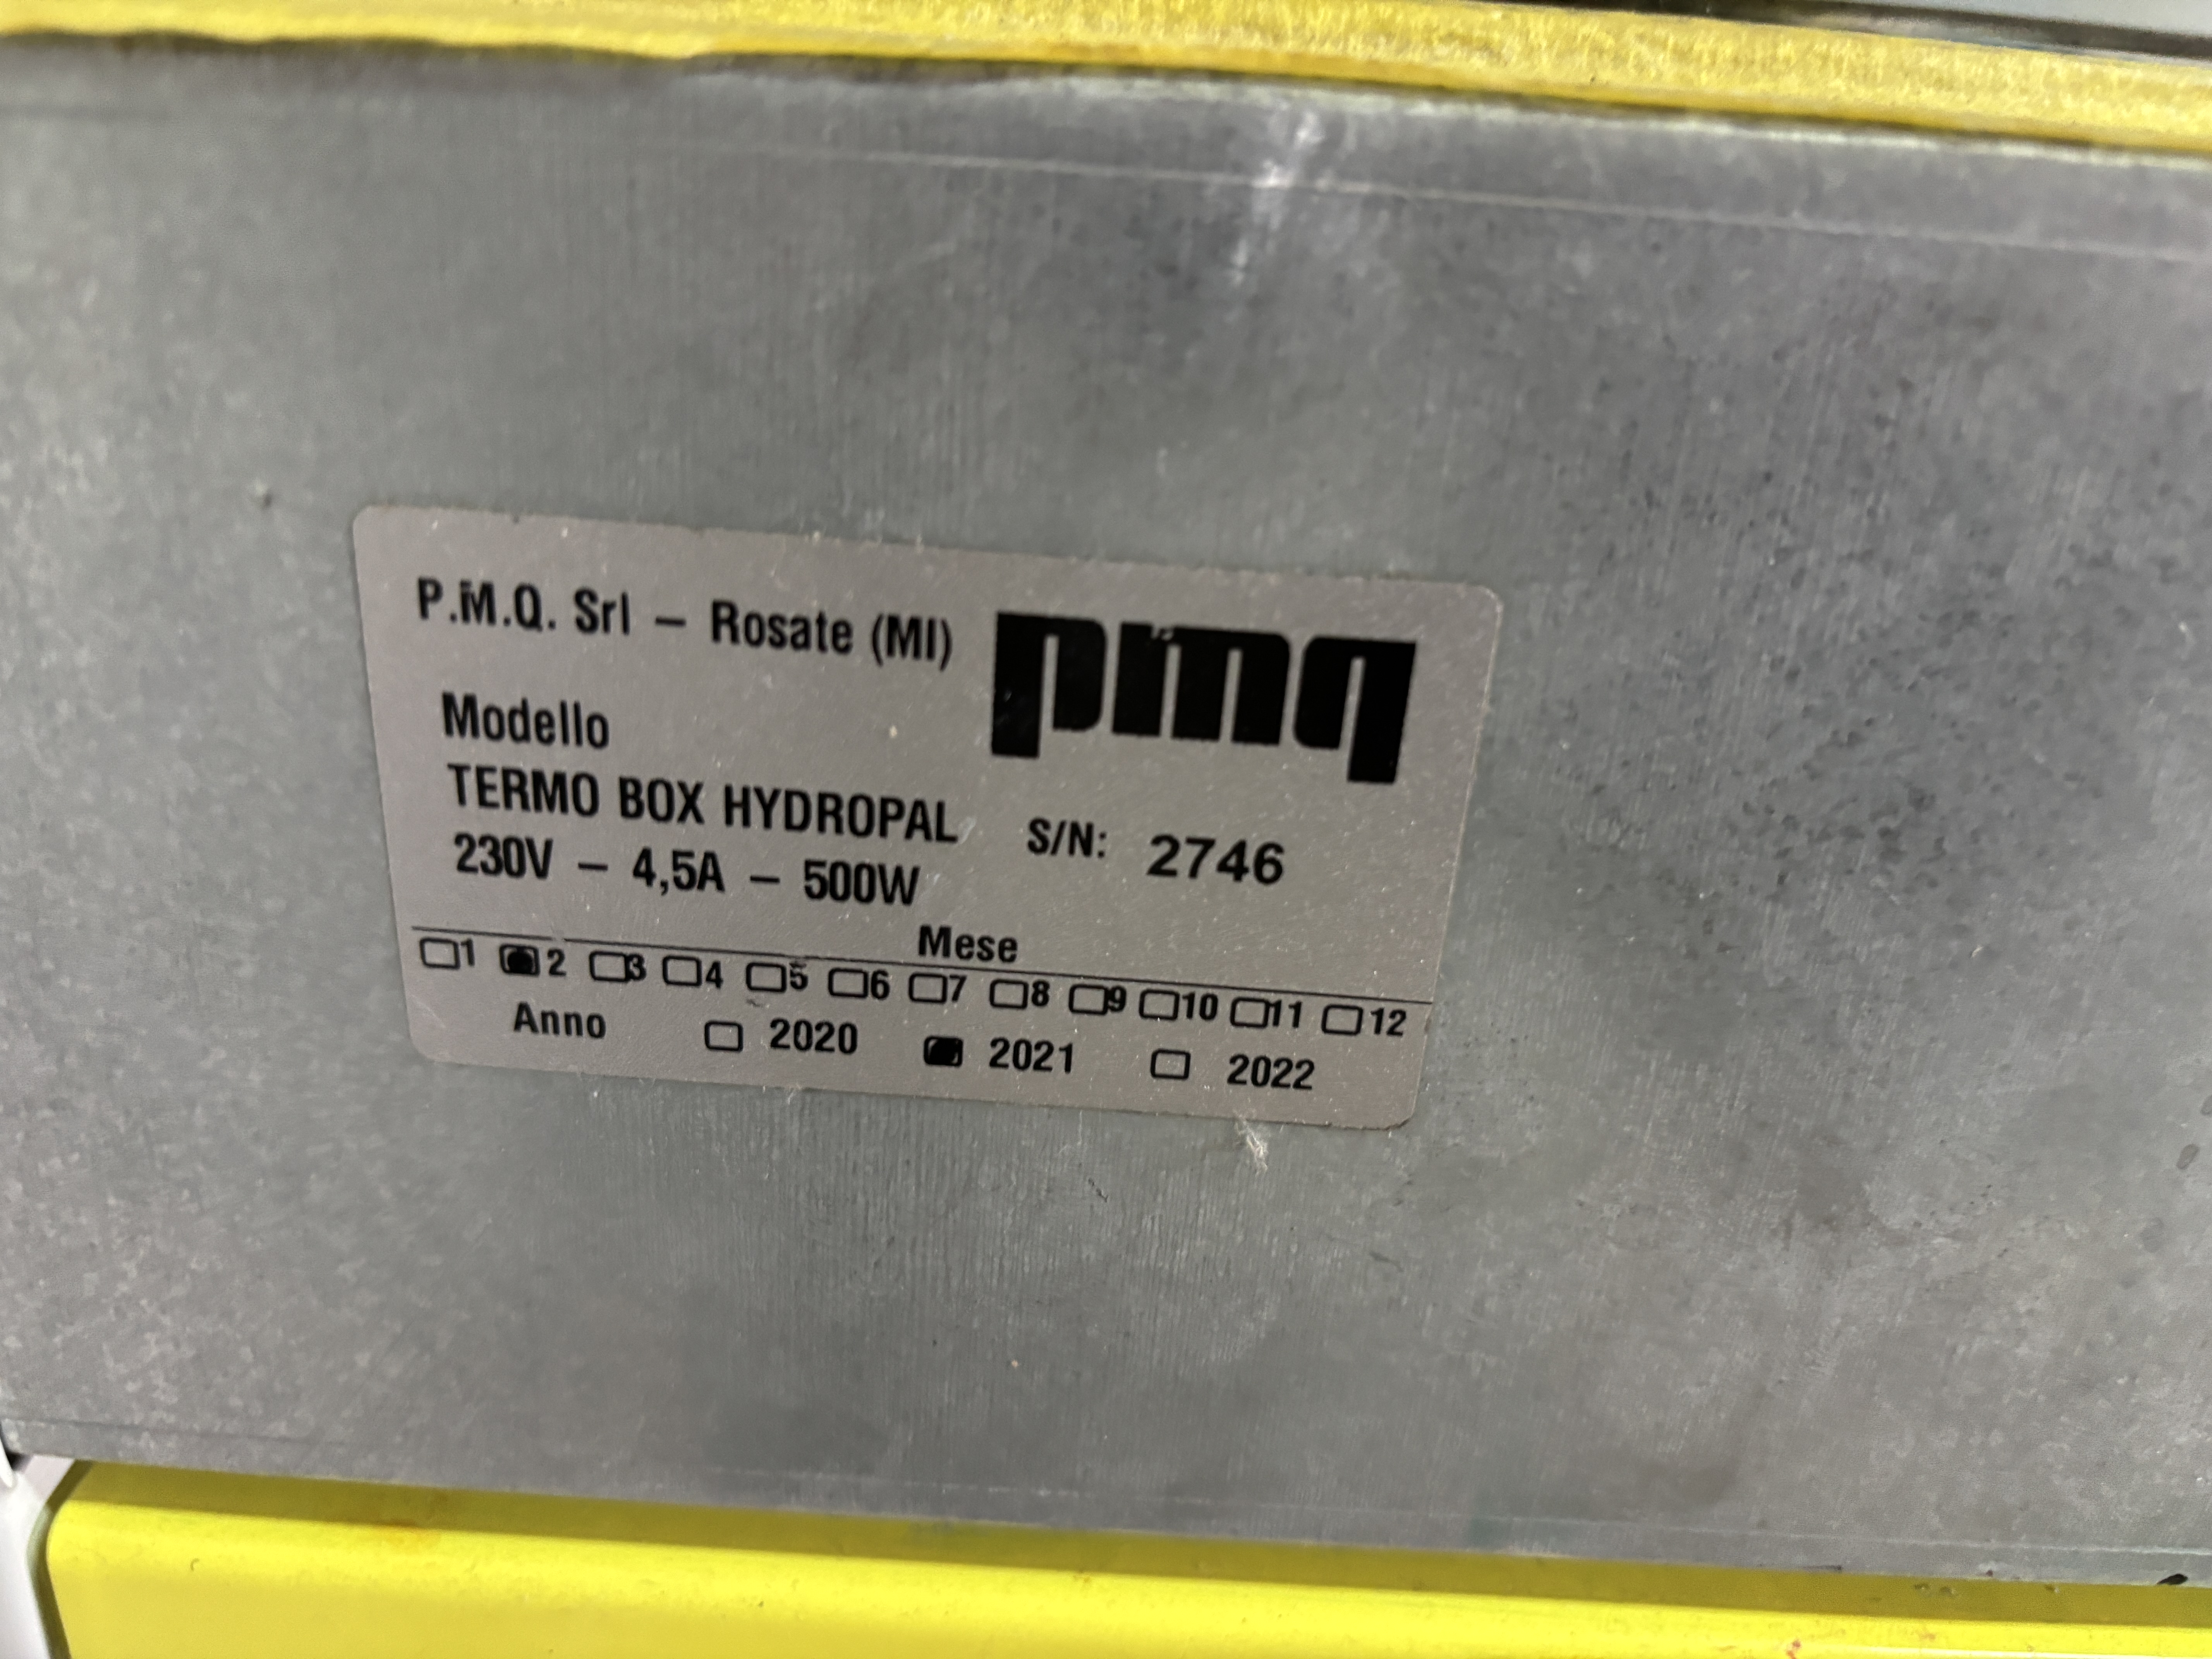 P.M.Q. Srl – Rosate (MI)
pmq
Modello
TERMO BOX HYDROPAL
S/N: 2746
230V – 4,5A – 500W
Mese
1 2 3 4 5 6 7 8 9 10 11 12
Anno 2020 2021 2022